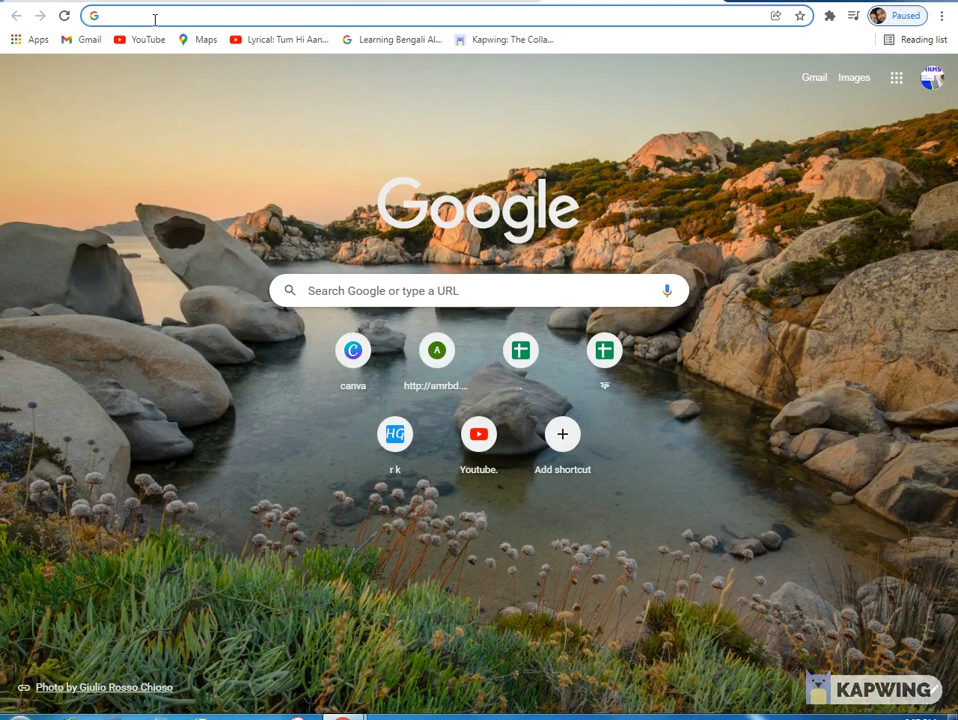 Paused
Apps
Gmail
YouTube
Maps
Lyrical: Tum Hi Aan...
Learning Bengali Al...
Kapwing: The Colla...
Reading list
Gmail
Images
Google
Search Google or type a URL
canva
http://amrbd....
r k
Youtube.
Add shortcut
Photo by Giulio Rosso Chioso
KAPWING